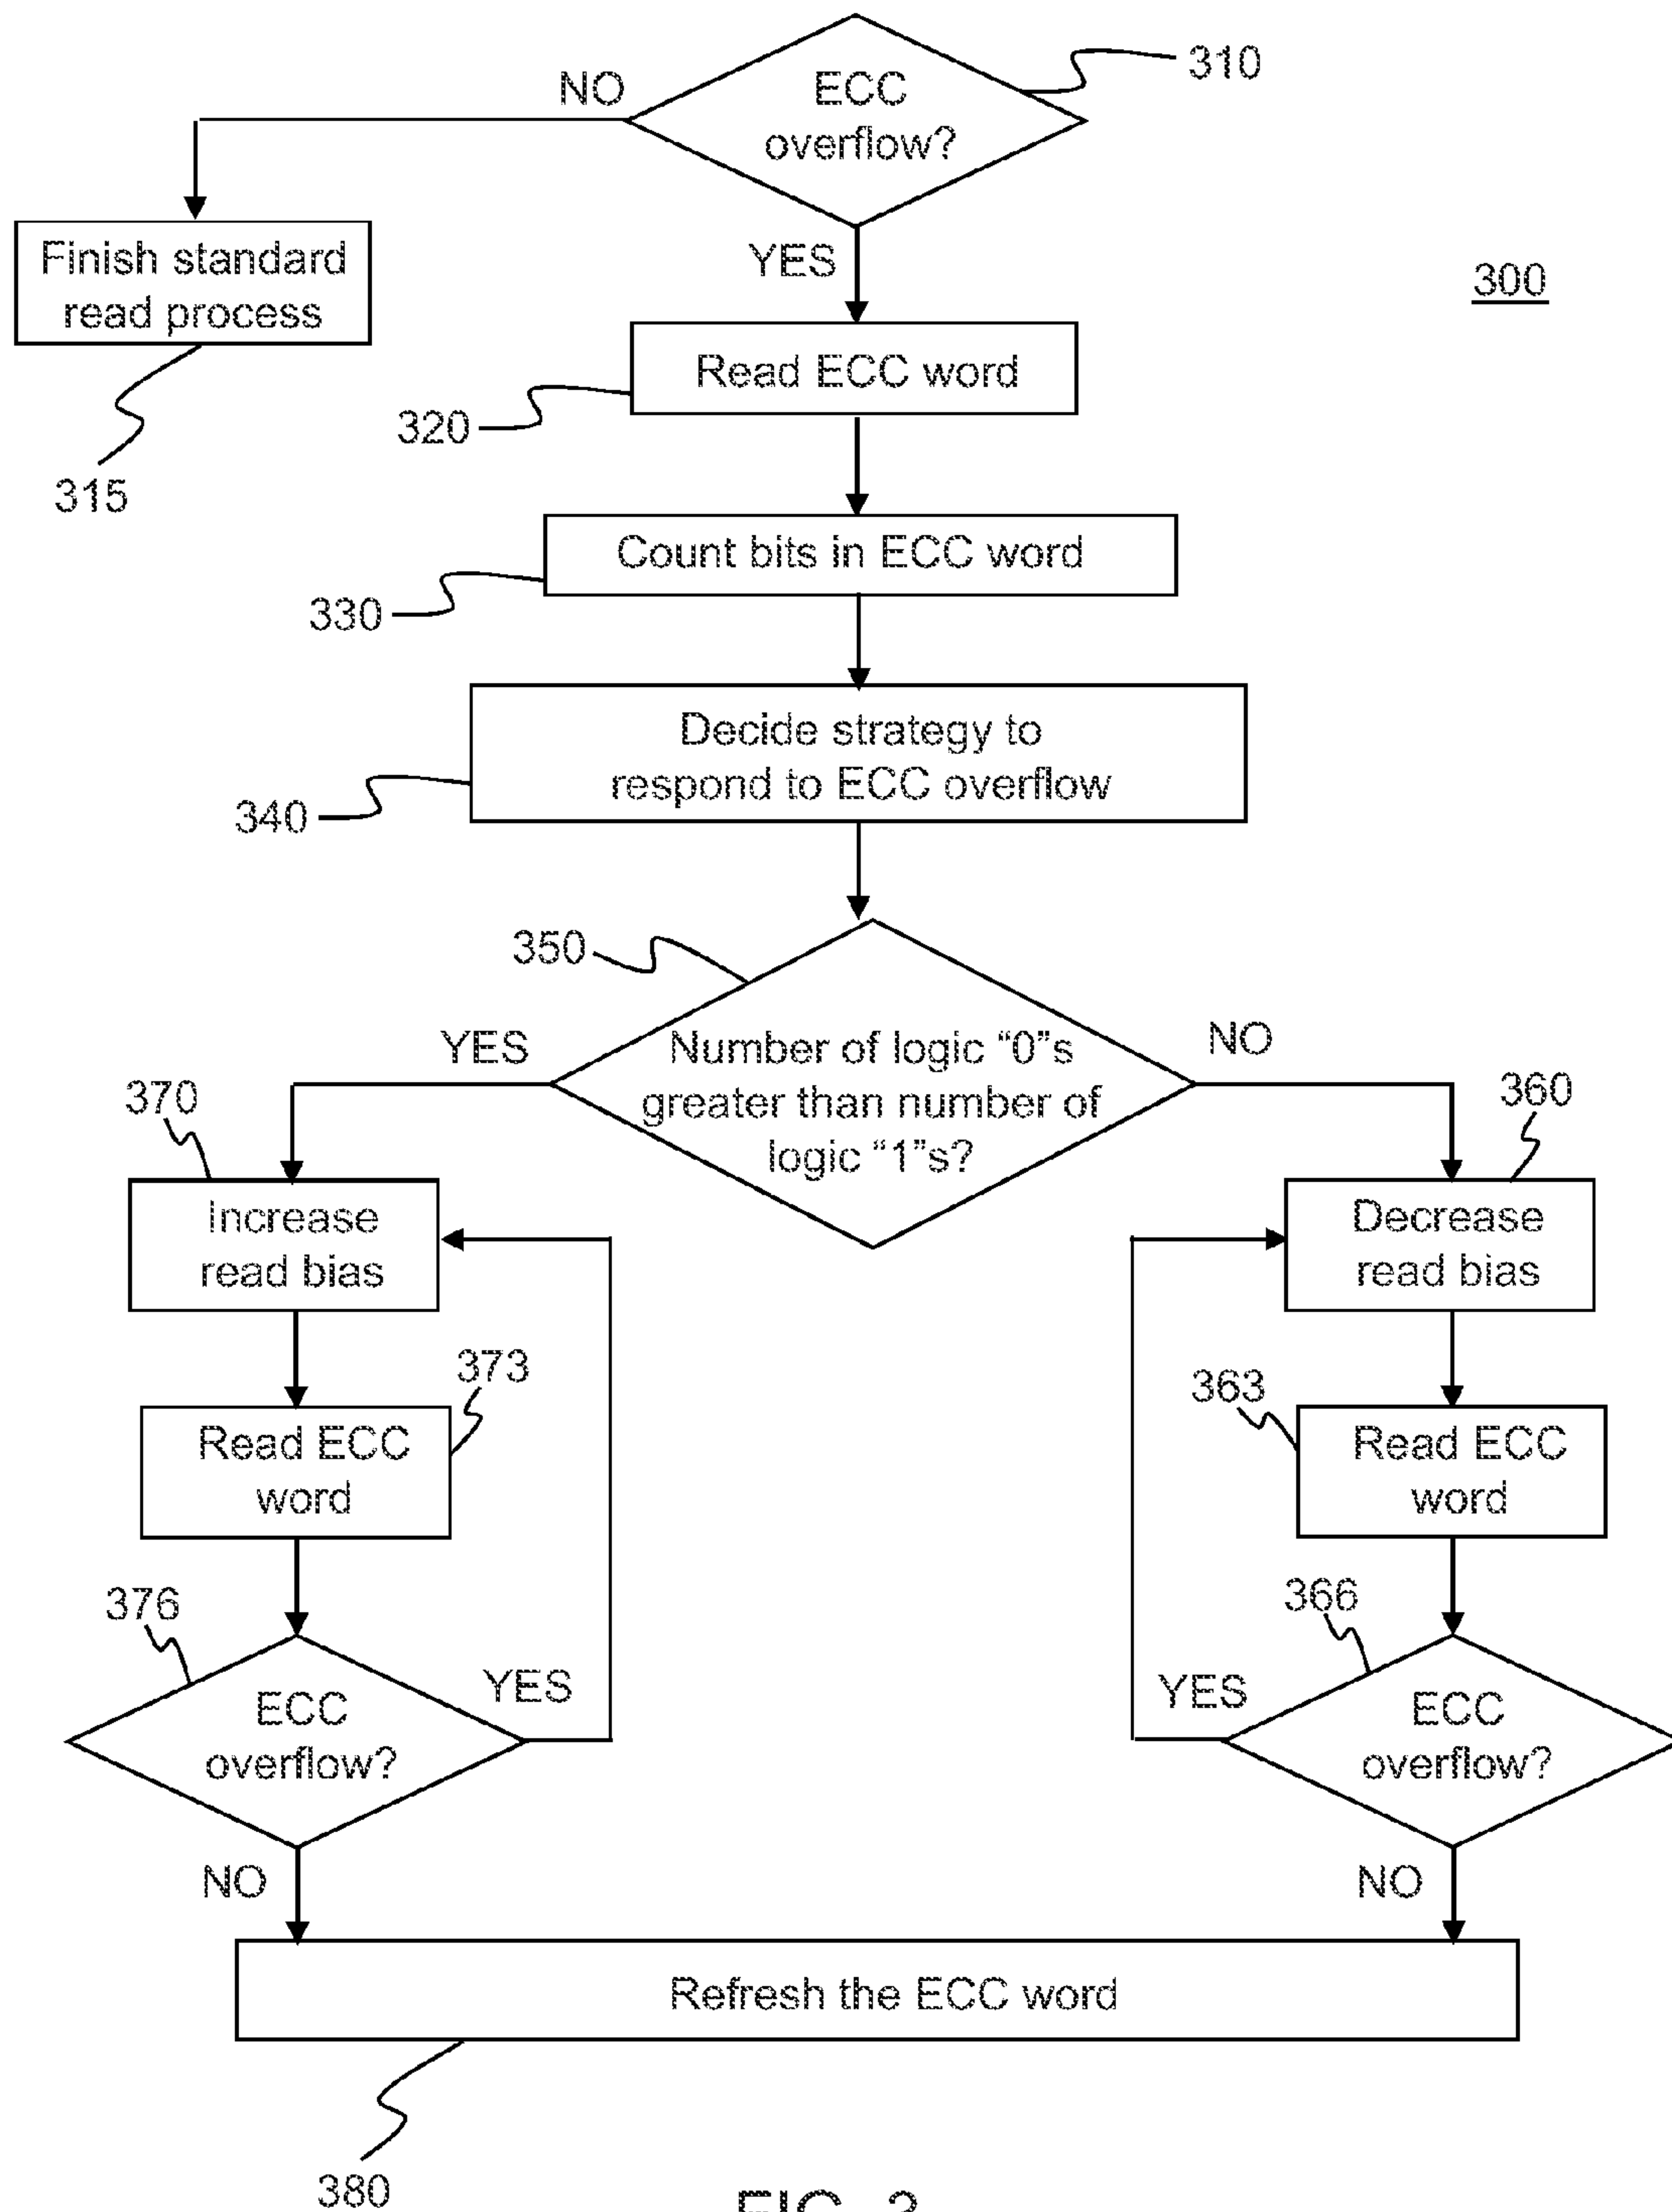 310
NO
ECC
overflow?
Finish standard
read process
YES
300
Read ECC word
320
315
Count bits in ECC word
330
Decide strategy to
respond to ECC overflow
340
350
YES
NO
Number of logic "0"s
greater than number of
logic "1"s?
370
360
Increase
read bias
Decrease
read bias
373
363
Read ECC
word
Read ECC
word
376
366
YES
YES
ECC
overflow?
ECC
overflow?
NO
NO
Refresh the ECC word
380